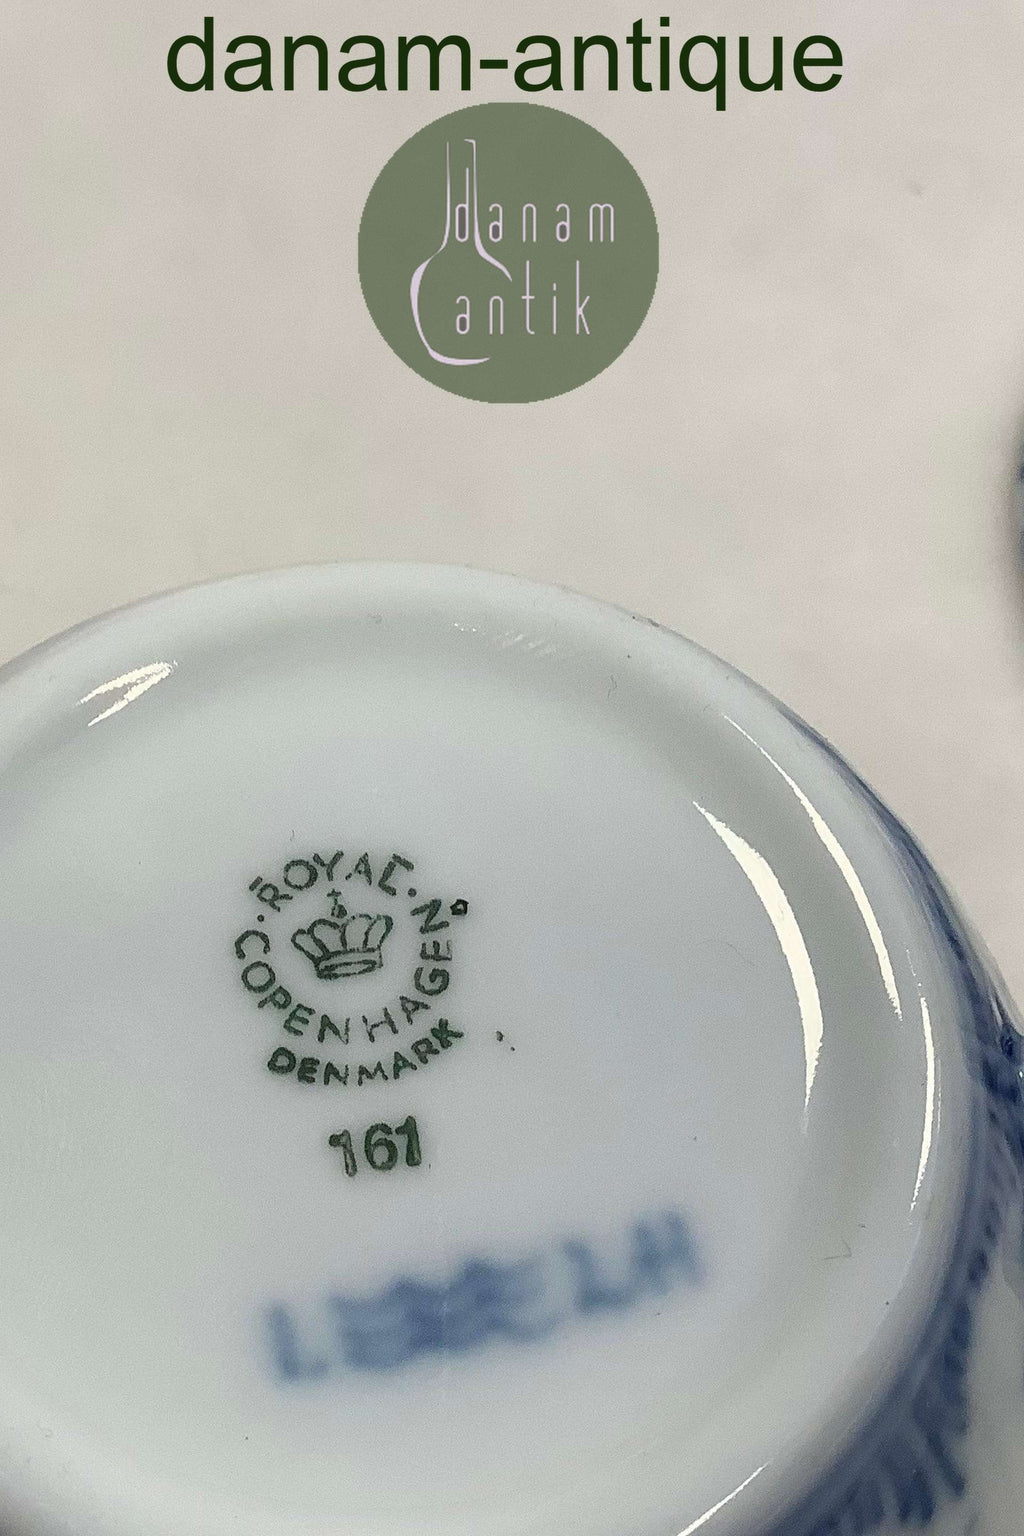 danam-antique
danam
antik
ROYAL
COPENHAGEN
DENMARK
161